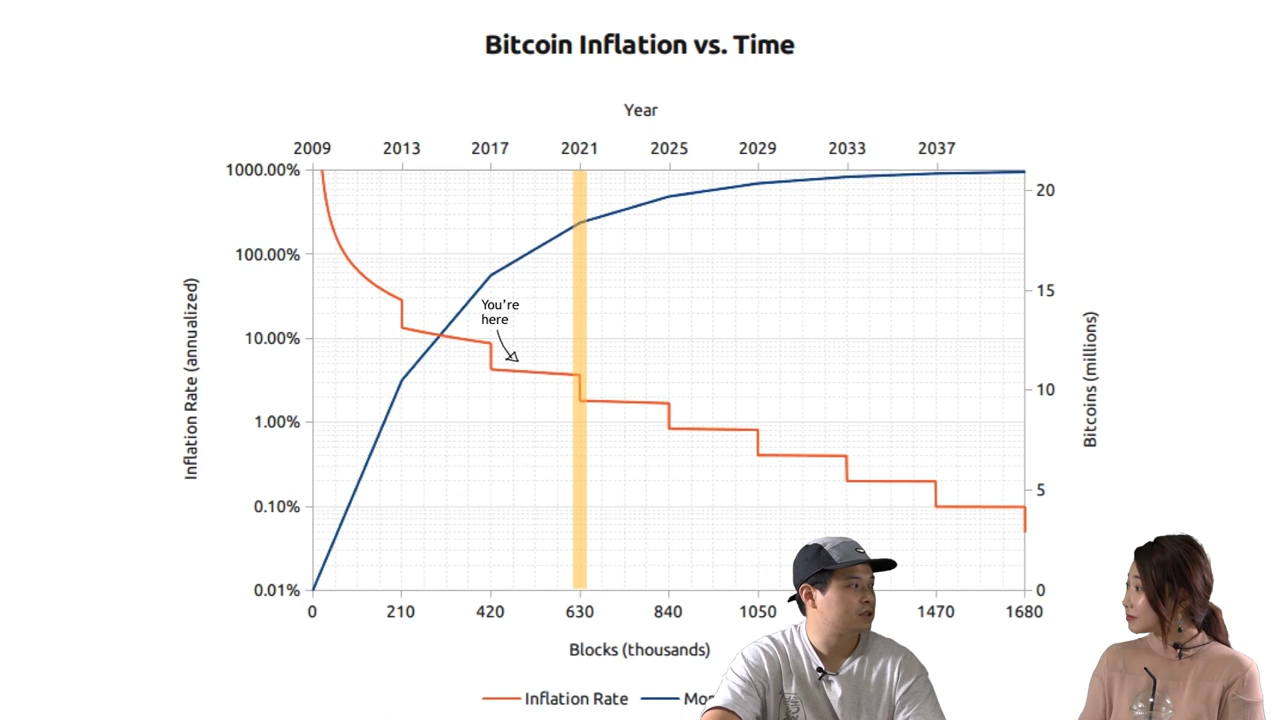 Bitcoin Inflation vs. Time
Year
2009 2013 2017 2021 2025 2029 2033 2037
1000.00%
100.00%
10.00%
1.00%
0.10%
0.01%
Inflation Rate (annualized)
You're
here
20
15
10
5
0
Bitcoins (millions)
0 210 420 630 840 1050 1470 1680
Blocks (thousands)
Inflation Rate